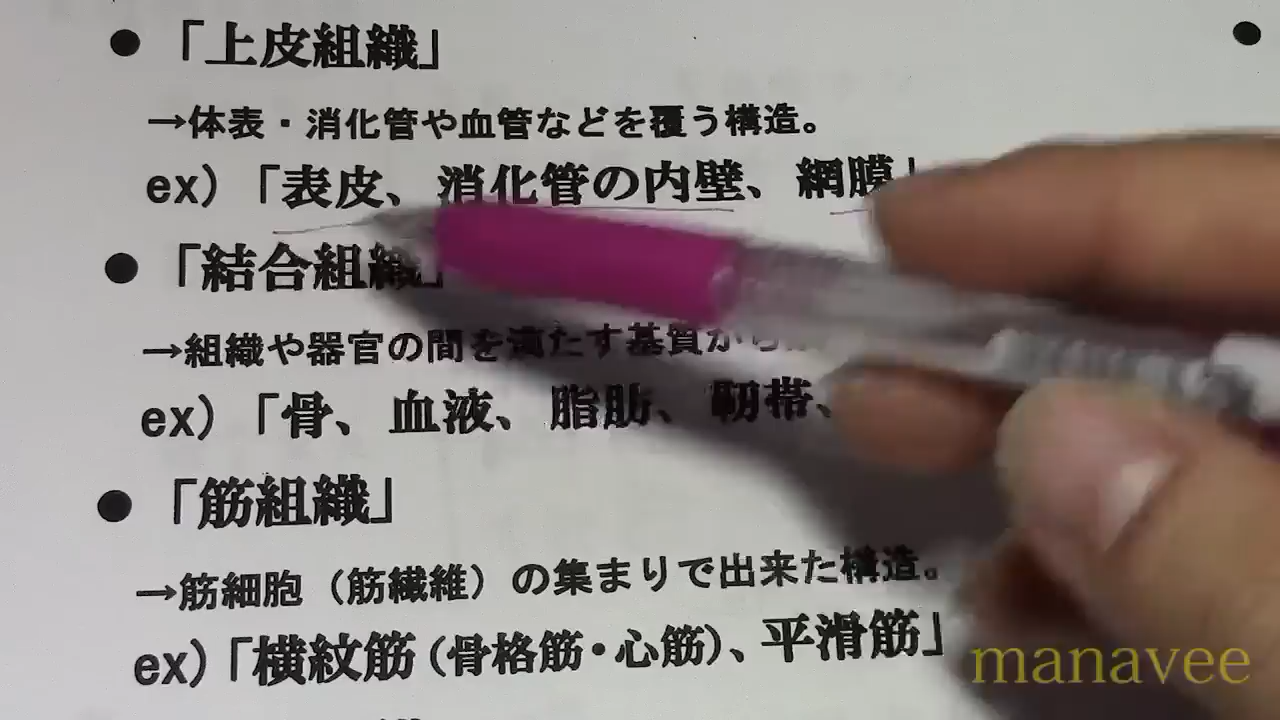 ● 「上皮組織」
→体表・消化管や血管などを覆う構造。
ex) 「表皮、消化管の内壁、網膜」
● 「結合組織」
→組織や器官の間を満たす基質から
ex) 「骨、血液、脂肪、靭帯、
● 「筋組織」
→筋細胞（筋繊維）の集まりで出来た構造。
ex) 「横紋筋(骨格筋・心筋)、平滑筋」
manavee